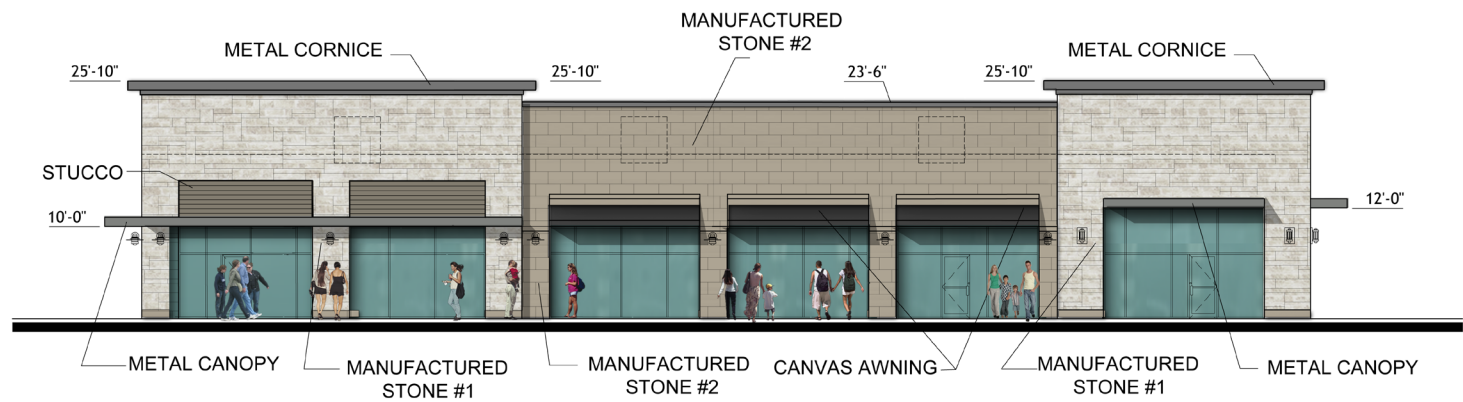 MANUFACTURED
STONE #2
METAL CORNICE
METAL CORNICE
25'-10"
25'-10"
23'-6"
25'-10"
STUCCO
10'-0"
12'-0"
METAL CANOPY
MANUFACTURED
STONE #1
MANUFACTURED
STONE #2
CANVAS AWNING
MANUFACTURED
STONE #1
METAL CANOPY